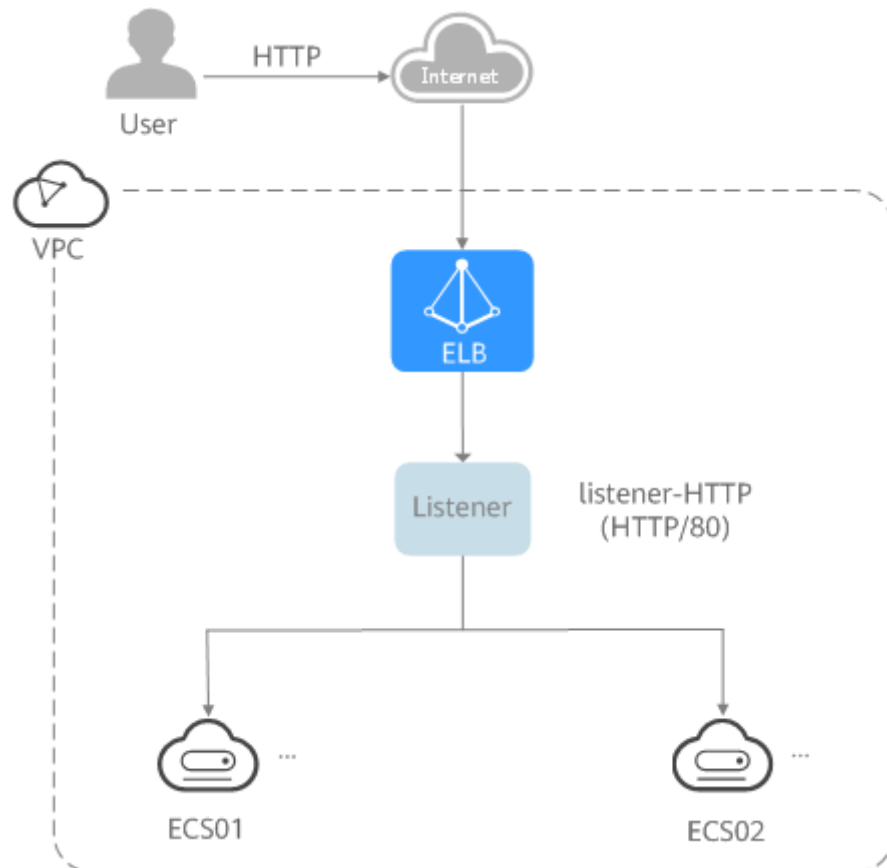 HTTP
Internet
User
VPC
ELB
Listener
listener-HTTP
(HTTP/80)
...
...
ECS01
ECS02